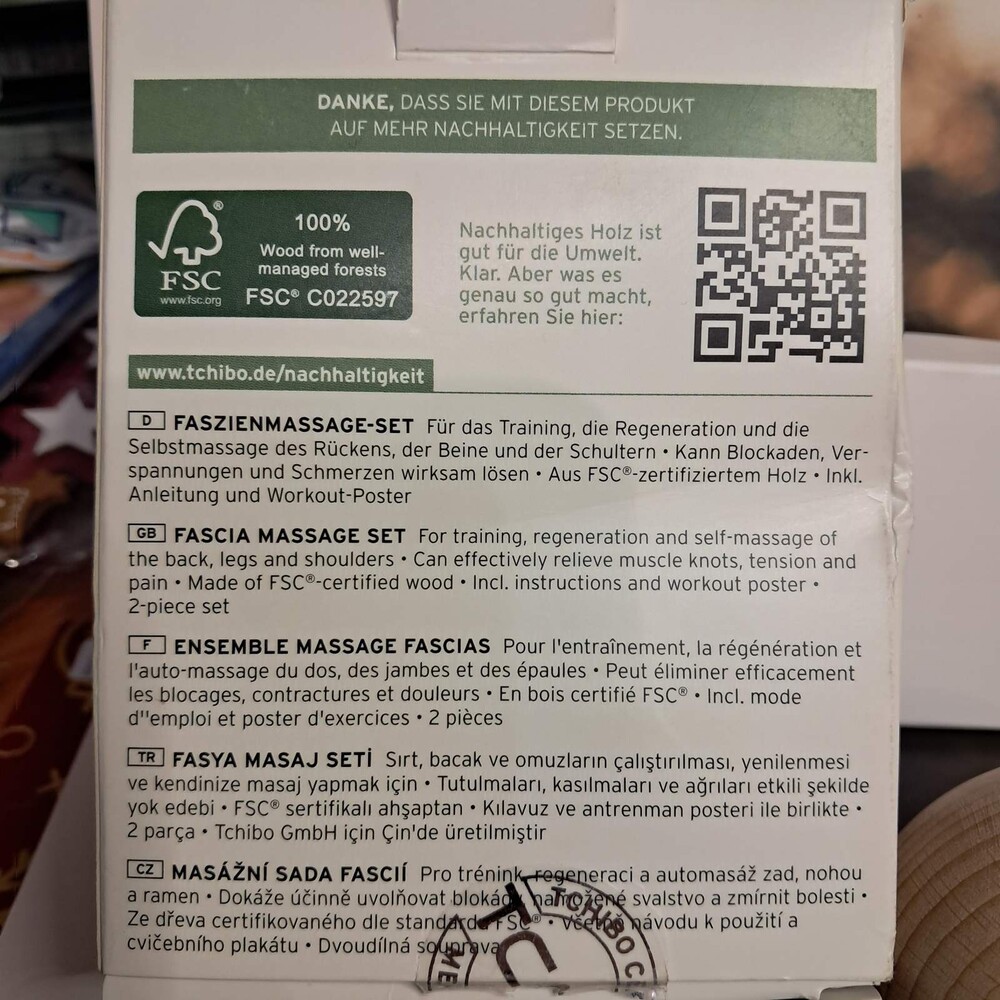 DANKE, DASS SIE MIT DIESEM PRODUKT
AUF MEHR NACHHALTIGKEIT SETZEN.
FSC®
www.fsc.org
100%
Wood from well-
managed forests
FSC® C022597
Nachhaltiges Holz ist
gut für die Umwelt.
Klar. Aber was es
genau so gut macht,
erfahren Sie hier:
www.tchibo.de/nachhaltigkeit
D FASZIENMASSAGE-SET Für das Training, die Regeneration und die
Selbstmassage des Rückens, der Beine und der Schultern • Kann Blockaden, Ver-
spannungen und Schmerzen wirksam lösen • Aus FSC®-zertifiziertem Holz • Inkl.
Anleitung und Workout-Poster
GB FASCIA MASSAGE SET For training, regeneration and self-massage of
the back, legs and shoulders • Can effectively relieve muscle knots, tension and
pain • Made of FSC®-certified wood • Incl. instructions and workout poster •
2-piece set
F ENSEMBLE MASSAGE FASCIAS Pour l'entraînement, la régénération et
l'auto-massage du dos, des jambes et des épaules • Peut éliminer efficacement
les blocages, contractures et douleurs • En bois certifié FSC® • Incl. mode
d''emploi et poster d'exercices • 2 pièces
TR FASYA MASAJ SETİ Sırt, bacak ve omuzların çalıştırılması, yenilenmesi
ve kendinize masaj yapmak için • Tutulmaları, kasılmaları ve ağrıları etkili şekilde
yok edebi • FSC® sertifikalı ahşaptan • Kılavuz ve antrenman posteri ile birlikte •
2 parça • Tchibo GmbH için Çin'de üretilmiştir
CZ MASÁŽNÍ SADA FASCIÍ Pro trénink, regeneraci a automasáž zad, nohou
a ramen • Dokáže účinně uvolňovat blokády, namožené svalstvo a zmírnit bolesti •
Ze dřeva certifikovaného dle standardu FSC® • Včetně návodu k použití a
cvičebního plakátu • Dvoudílná souprava
TCHIBO